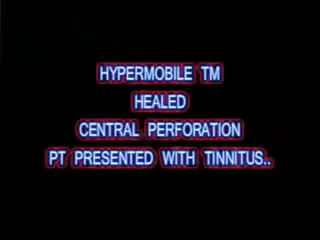 HYPERMOBILE TM
HEALED
CENTRAL PERFORATION
PT PRESENTED WITH TINNITUS..